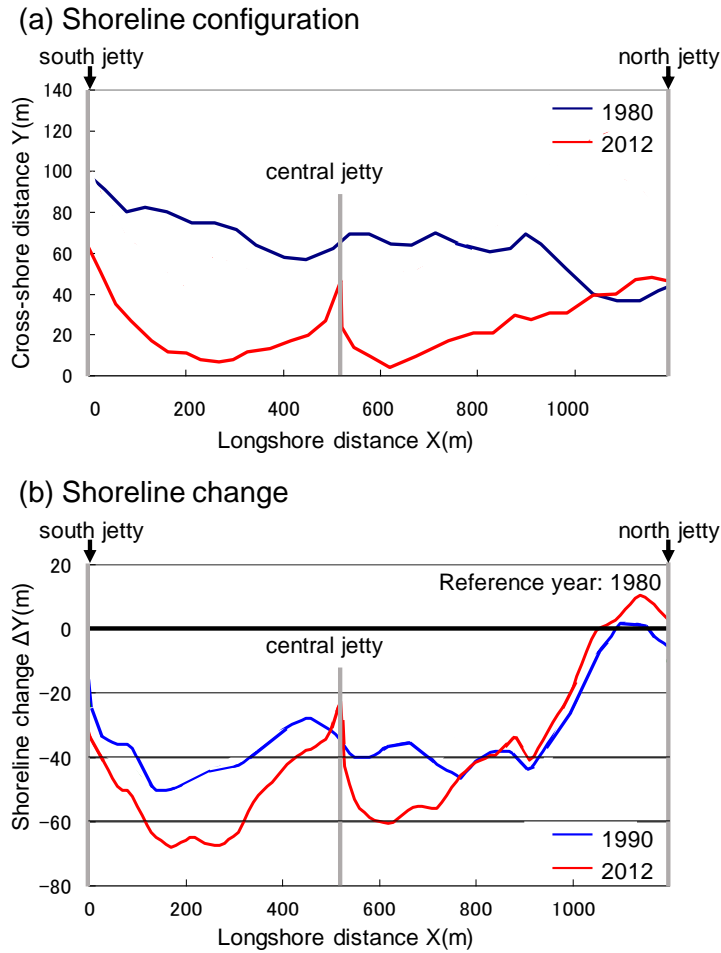 (a) Shoreline configuration
south jetty
north jetty
140
120
100
80
60
40
20
0
Cross-shore distance Y(m)
1980
2012
central jetty
0
200
400
600
800
1000
Longshore distance X(m)
(b) Shoreline change
south jetty
north jetty
20
0
−20
−40
−60
−80
Shoreline change ΔY(m)
Reference year: 1980
central jetty
1990
2012
0
200
400
600
800
1000
Longshore distance X(m)